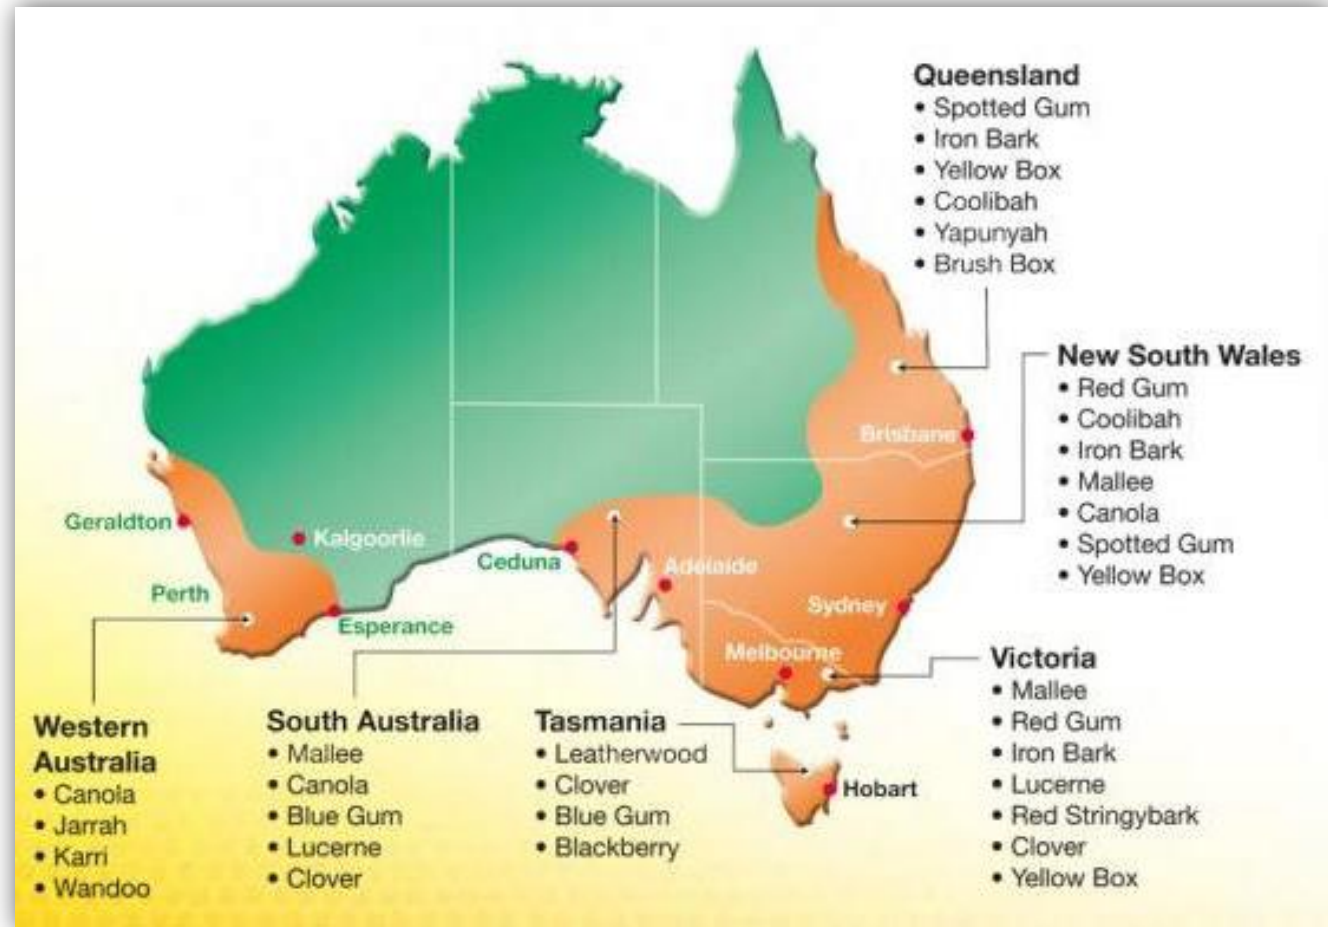 Queensland
• Spotted Gum
• Iron Bark
• Yellow Box
• Coolibah
• Yapunyah
• Brush Box
New South Wales
• Red Gum
• Coolibah
• Iron Bark
• Mallee
• Canola
• Spotted Gum
• Yellow Box
Brisbane
Geraldton
Kalgoorlie
Ceduna
Adelaide
Perth
Esperance
Sydney
Melbourne
Victoria
• Mallee
• Red Gum
• Iron Bark
• Lucerne
• Red Stringybark
• Clover
• Yellow Box
Western
Australia
• Canola
• Jarrah
• Karri
• Wandoo
South Australia
• Mallee
• Canola
• Blue Gum
• Lucerne
• Clover
Tasmania
• Leatherwood
• Clover
• Blue Gum
• Blackberry
Hobart